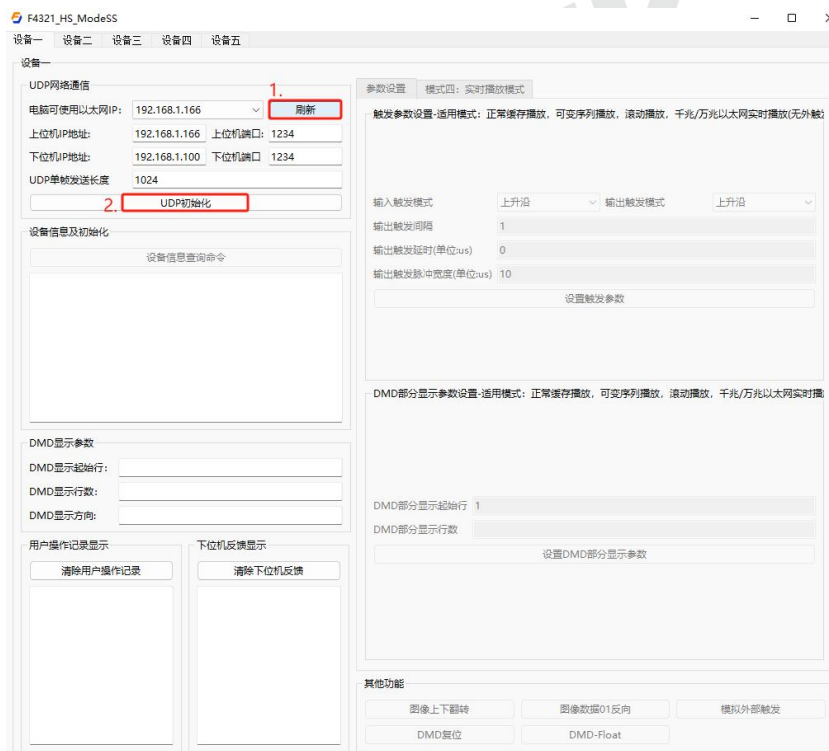 F4321_HS_ModeSS
设备一 设备二 设备三 设备四 设备五
设备一
UDP网络通信
1.
电脑可使用以太网IP: 192.168.1.166 刷新
上位机IP地址: 192.168.1.166 上位机端口: 1234
下位机IP地址: 192.168.1.100 下位机端口 1234
UDP单帧发送长度 1024
2. UDP初始化
设备信息及初始化
设备信息查询命令
DMD显示参数
DMD显示起始行:
DMD显示行数:
DMD显示方向:
用户操作记录显示
清除用户操作记录
下位机反馈显示
清除下位机反馈
参数设置 模式四：实时播放模式
触发参数设置-适用模式：正常缓存播放，可变序列播放，滚动播放，千兆/万兆以太网实时播放(无外触
输入触发模式 上升沿 输出触发模式 上升沿
输出触发间隔 1
输出触发延时(单位:us) 0
输出触发脉冲宽度(单位:us) 10
设置触发参数
DMD部分显示参数设置-适用模式：正常缓存播放，可变序列播放，滚动播放，千兆/万兆以太网实时播
DMD部分显示起始行 1
DMD部分显示行数
设置DMD部分显示参数
其他功能
图像上下翻转 图像数据01反向 模拟外部触发
DMD复位 DMD-Float